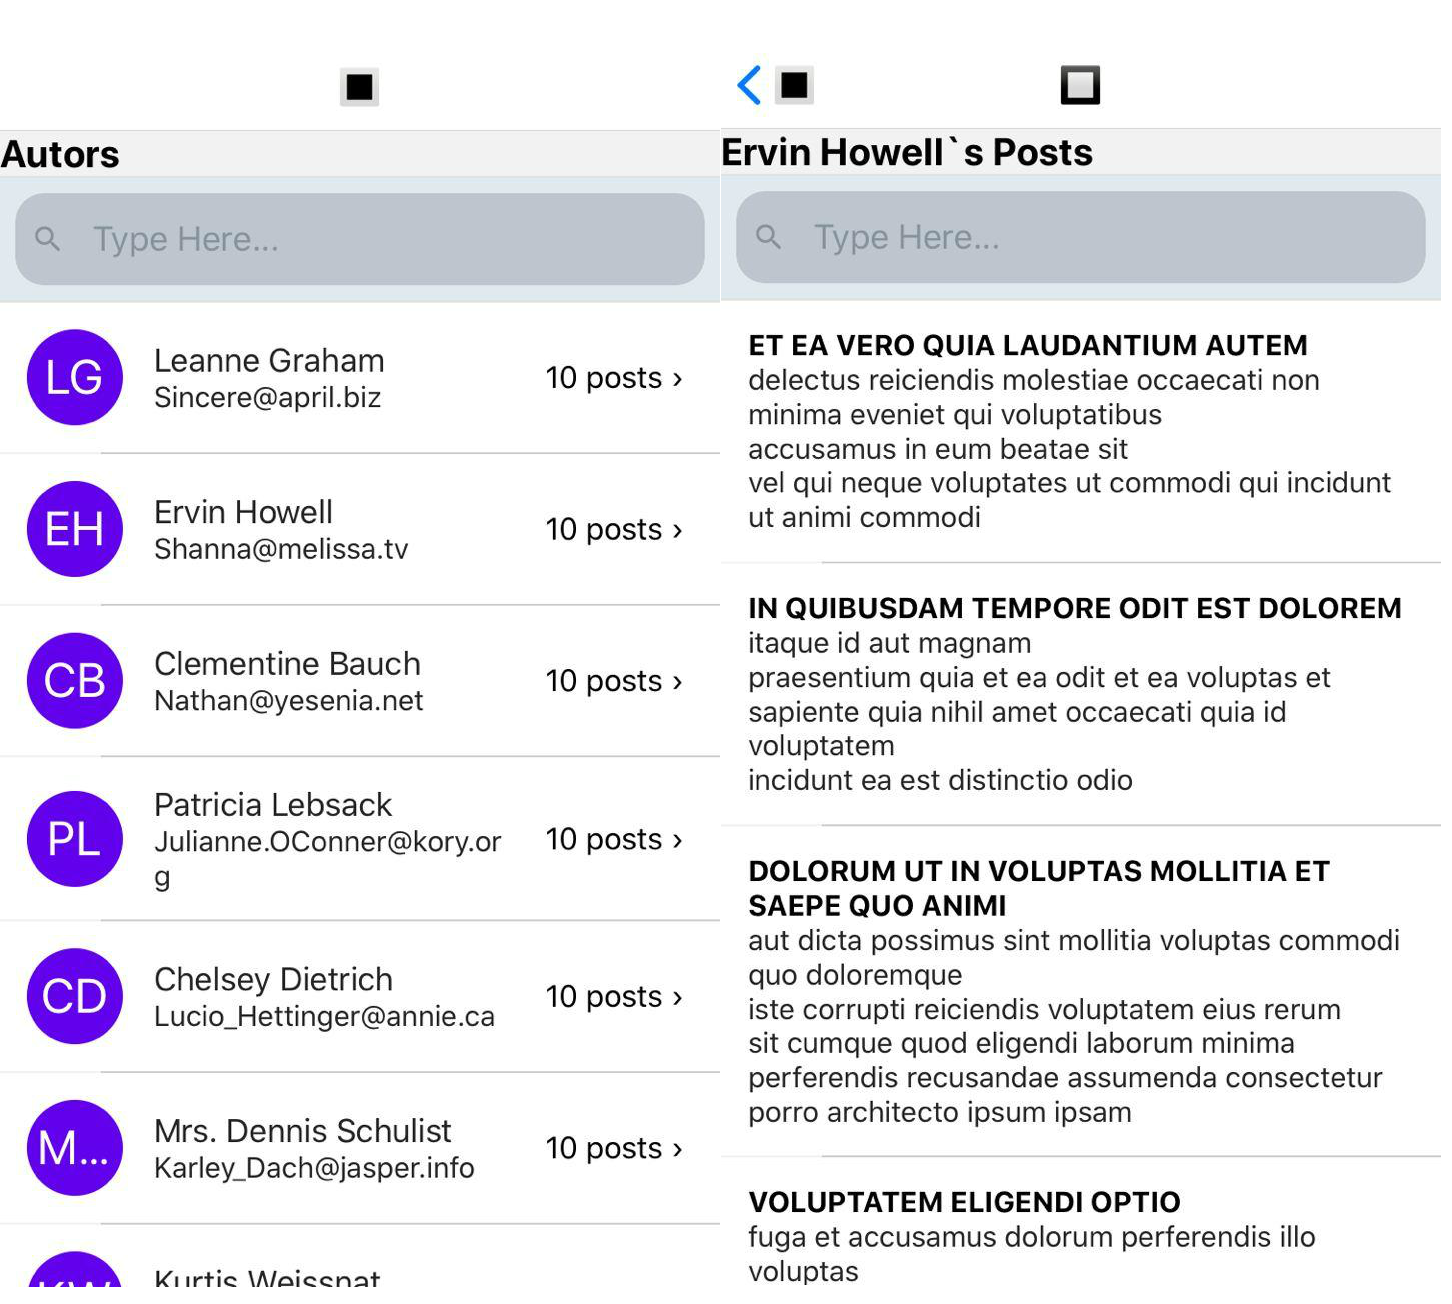 Autors
Type Here...
LG
Leanne Graham
Sincere@april.biz
10 posts ›
EH
Ervin Howell
Shanna@melissa.tv
10 posts ›
CB
Clementine Bauch
Nathan@yesenia.net
10 posts ›
PL
Patricia Lebsack
Julianne.OConner@kory.or
g
10 posts ›
CD
Chelsey Dietrich
Lucio_Hettinger@annie.ca
10 posts ›
M...
Mrs. Dennis Schulist
Karley_Dach@jasper.info
10 posts ›
KW
Kurtis Weissnat
Ervin Howell`s Posts
Type Here...
ET EA VERO QUIA LAUDANTIUM AUTEM
delectus reiciendis molestiae occaecati non
minima eveniet qui voluptatibus
accusamus in eum beatae sit
vel qui neque voluptates ut commodi qui incidunt
ut animi commodi
IN QUIBUSDAM TEMPORE ODIT EST DOLOREM
itaque id aut magnam
praesentium quia et ea odit et ea voluptas et
sapiente quia nihil amet occaecati quia id
voluptatem
incidunt ea est distinctio odio
DOLORUM UT IN VOLUPTAS MOLLITIA ET
SAEPE QUO ANIMI
aut dicta possimus sint mollitia voluptas commodi
quo doloremque
iste corrupti reiciendis voluptatem eius rerum
sit cumque quod eligendi laborum minima
perferendis recusandae assumenda consectetur
porro architecto ipsum ipsam
VOLUPTATEM ELIGENDI OPTIO
fuga et accusamus dolorum perferendis illo
voluptas